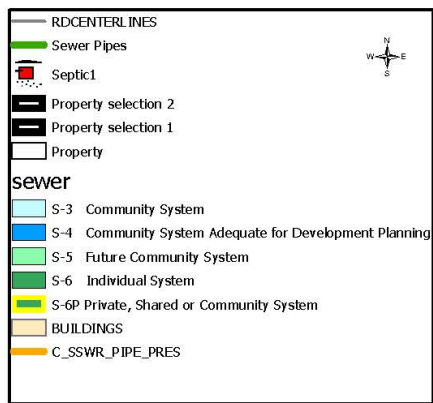 RDCENTERLINES
Sewer Pipes
N
W E
S
Septic1
Property selection 2
Property selection 1
Property
sewer
S-3 Community System
S-4 Community System Adequate for Development Planning
S-5 Future Community System
S-6 Individual System
S-6P Private, Shared or Community System
BUILDINGS
C_SSWR_PIPE_PRES